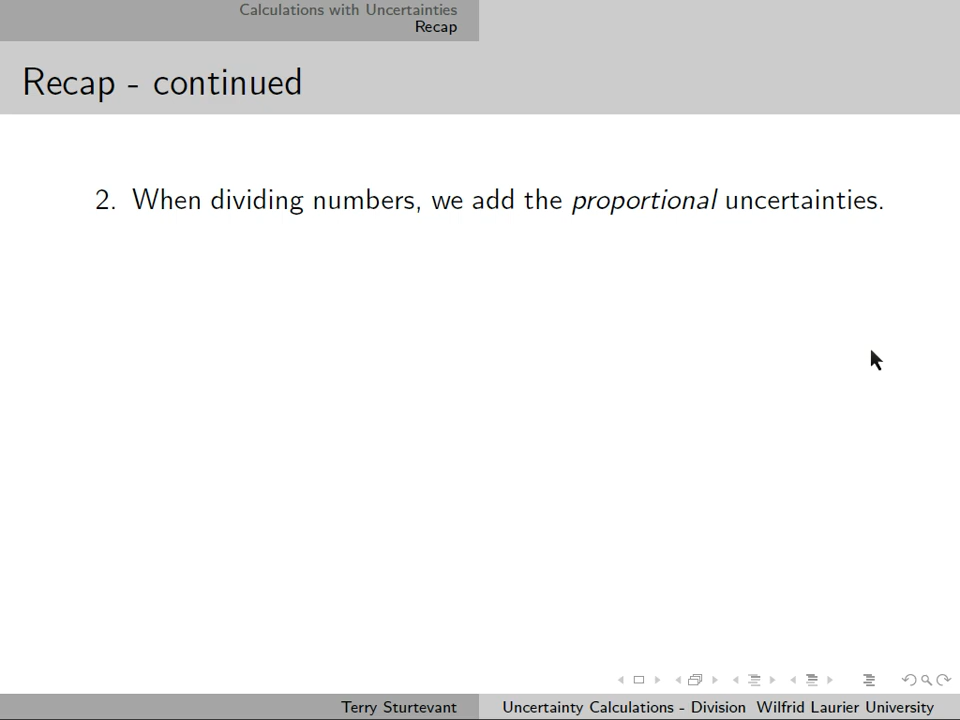 Calculations with Uncertainties
Recap
Recap - continued
2. When dividing numbers, we add the proportional uncertainties.
Terry Sturtevant
Uncertainty Calculations - Division Wilfrid Laurier University